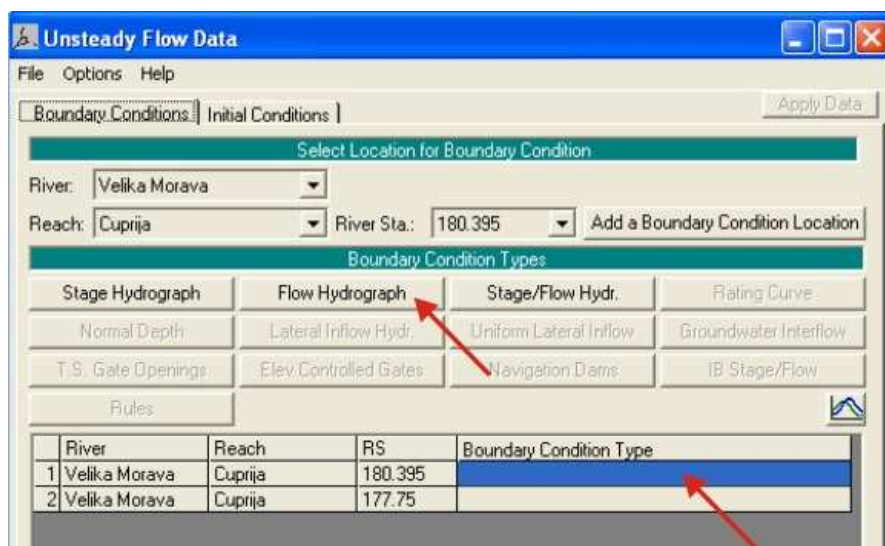 Unsteady Flow Data
File Options Help
Boundary Conditions Initial Conditions Apply Data
Select Location for Boundary Condition
River: Velika Morava
Reach: Cuprija River Sta.: 180.395 Add a Boundary Condition Location
Boundary Condition Types
Stage Hydrograph Flow Hydrograph Stage/Flow Hydr. Rating Curve
Normal Depth Lateral Inflow Hydr. Uniform Lateral Inflow Groundwater Interflow
T.S. Gate Openings Elev Controlled Gates Navigation Dams IB Stage/Flow
Rules
River Reach RS Boundary Condition Type
1 Velika Morava Cuprija 180.395
2 Velika Morava Cuprija 177.75